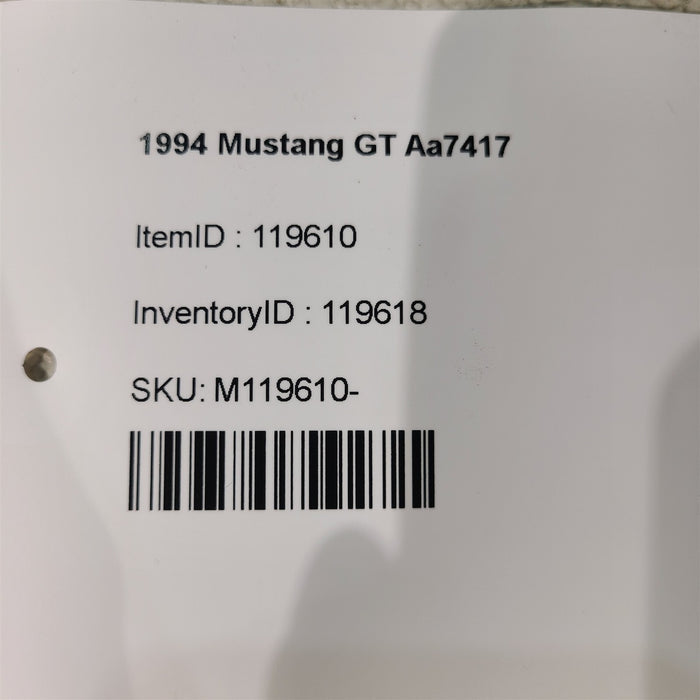 1994 Mustang GT Aa7417
ItemID : 119610
InventoryID : 119618
SKU: M119610-